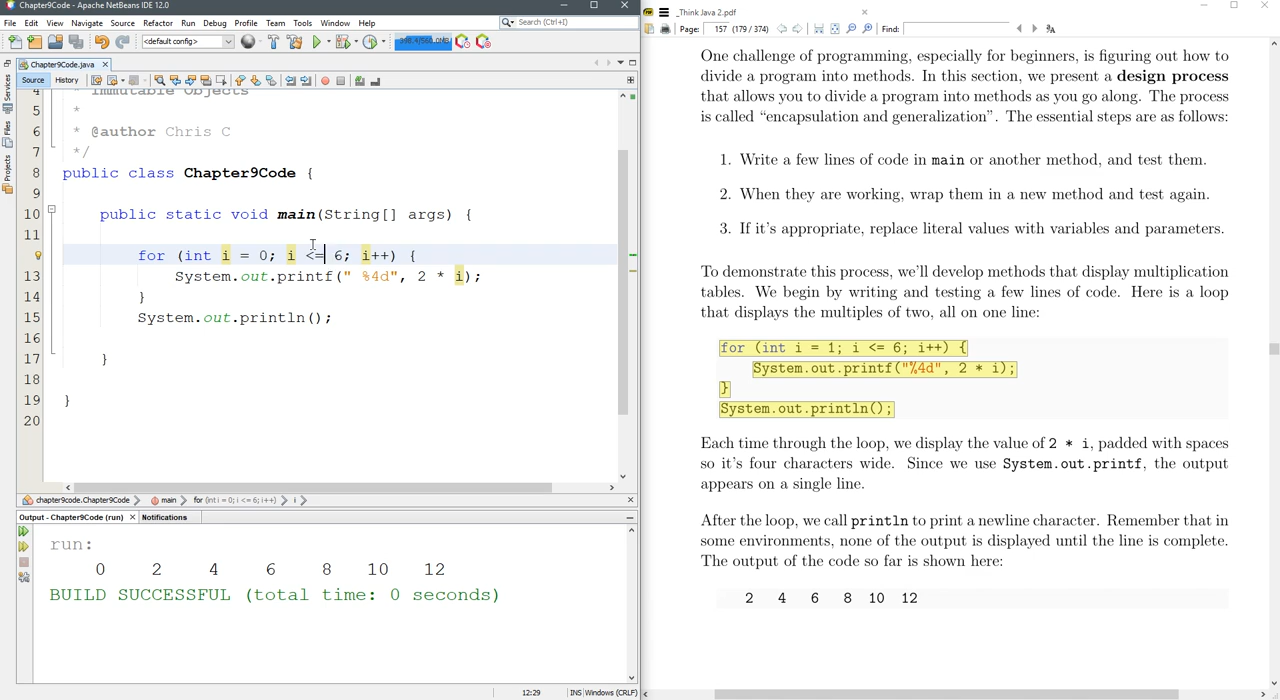 Chapter9Code - Apache NetBeans IDE 12.0
File Edit View Navigate Source Refactor Run Debug Profile Team Tools Window Help
Search (Ctrl+I)
<default config>
Chapter9Code.java
Source History
4 * Immutable Objects
5 *
6 * @author Chris C
7 */
8 public class Chapter9Code {
9
10 public static void main(String[] args) {
11
for (int i = 0; i <= 6; i++) {
13 System.out.printf(" %4d", 2 * i);
14 }
15 System.out.println();
16
17 }
18
19 }
20
Services
Files
Projects
chapter9code.Chapter9Code main for (int i = 0; i <= 6; i++) i
Output - Chapter9Code (run) Notifications
run:
0 2 4 6 8 10 12
BUILD SUCCESSFUL (total time: 0 seconds)
12:29 INS Windows (CRLF)
_Think Java 2.pdf
Page: 157 (179 / 374) Find:
One challenge of programming, especially for beginners, is figuring out how to
divide a program into methods. In this section, we present a design process
that allows you to divide a program into methods as you go along. The process
is called “encapsulation and generalization”. The essential steps are as follows:
1. Write a few lines of code in main or another method, and test them.
2. When they are working, wrap them in a new method and test again.
3. If it’s appropriate, replace literal values with variables and parameters.
To demonstrate this process, we’ll develop methods that display multiplication
tables. We begin by writing and testing a few lines of code. Here is a loop
that displays the multiples of two, all on one line:
for (int i = 1; i <= 6; i++) {
System.out.printf("%4d", 2 * i);
}
System.out.println();
Each time through the loop, we display the value of 2 * i, padded with spaces
so it’s four characters wide. Since we use System.out.printf, the output
appears on a single line.
After the loop, we call println to print a newline character. Remember that in
some environments, none of the output is displayed until the line is complete.
The output of the code so far is shown here:
2 4 6 8 10 12